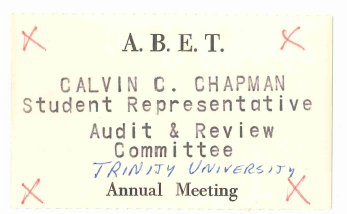 A. B. E. T.
CALVIN C. CHAPMAN
Student Representative
Audit & Review
Committee
TRINITY UNIVERSITY
Annual Meeting